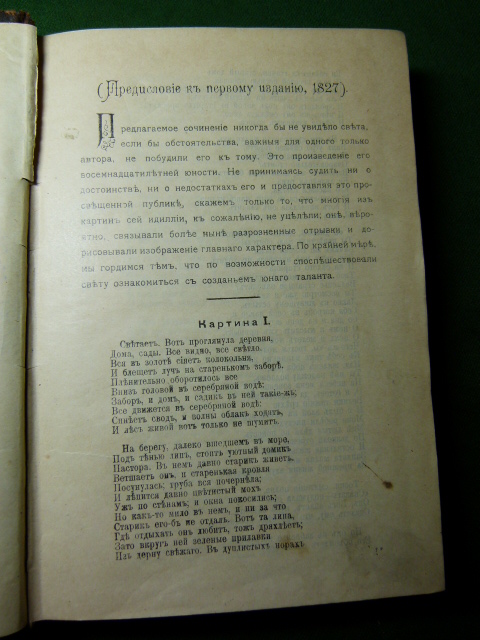 (Предисловіе къ первому изданію, 1827).
Предлагаемое сочиненіе никогда бы не увидѣло свѣта,
если бы обстоятельства, важныя для одного только
автора, не побудили его къ тому. Это произведеніе его
восемнадцатилѣтней юности. Не принимаясь судить ни о
достоинствѣ, ни о недостаткахъ его и предоставляя это про-
свѣщенной публикѣ, скажемъ только то, что многія изъ
картинъ сей идилліи, къ сожалѣнію, не уцѣлѣли; онѣ, вѣро-
ятно, связывали болѣе нынѣ разрозненные отрывки и до-
рисовывали изображеніе главнаго характера. По крайней мѣрѣ,
мы гордимся тѣмъ, что по возможности споспѣшествовали
свѣту ознакомиться съ созданьемъ юнаго таланта.
Картина I.
Свѣтаетъ. Вотъ проглянула деревня,
Дома, сады. Все видно, все свѣтло.
Вся въ золотѣ сіяетъ колокольня
И блещетъ лучъ на старенькомъ заборѣ.
Плѣнительно оборотилось все
Внизъ головой въ серебряной водѣ:
Заборъ, и домъ, и садикъ въ ней такіе-жъ;
Все движется въ серебряной водѣ:
Синѣетъ сводъ, и волны облакъ ходятъ,
И лѣсъ живой вотъ только не шумитъ.
На берегу, далеко вшедшемъ въ море,
Подъ тѣнью липъ, стоитъ уютный домикъ
Пастора. Въ немъ давно старикъ живетъ.
Ветшаетъ онъ, и старенькая кровля
Посунулась; труба вся почернѣла;
И лѣпится давно цвѣтистый мохъ
Ужъ по стѣнамъ; и окна покосились;
Но какъ-то мило въ немъ, и ни за что
Старикъ его-бъ не отдалъ. Вотъ та липа,
Гдѣ отдыхать онъ любитъ, тожъ дряхлѣетъ;
Зато вкругъ ней зеленые прилавки
Изъ дерну свѣжаго. Въ дуплистыхъ норахъ